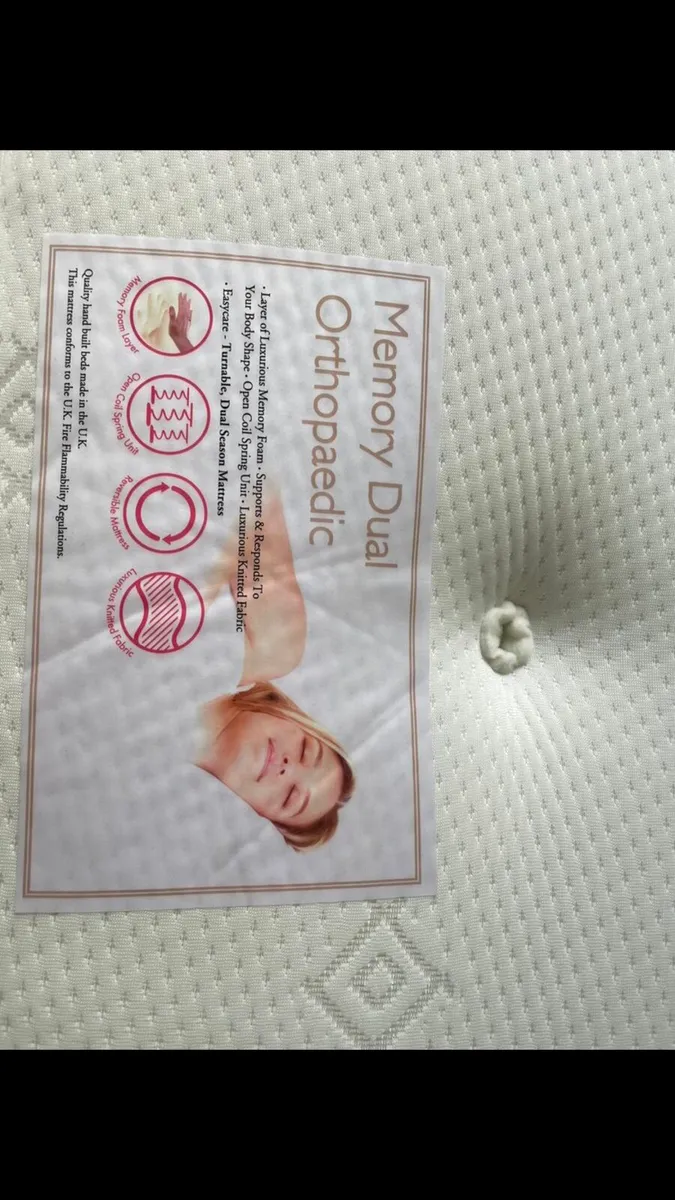 Memory Dual
Orthopaedic
• Layer of Luxurious Memory Foam • Supports & Responds To
Your Body Shape • Open Coil Spring Unit • Luxurious Knitted Fabric
• Easycare - Turnable, Dual Season Mattress
Memory Foam Layer
Open Coil Spring Unit
Reversible Mattress
Luxurious Knitted Fabric
Quality hand built beds made in the U.K.
This mattress conforms to the U.K. Fire Flammability Regulations.